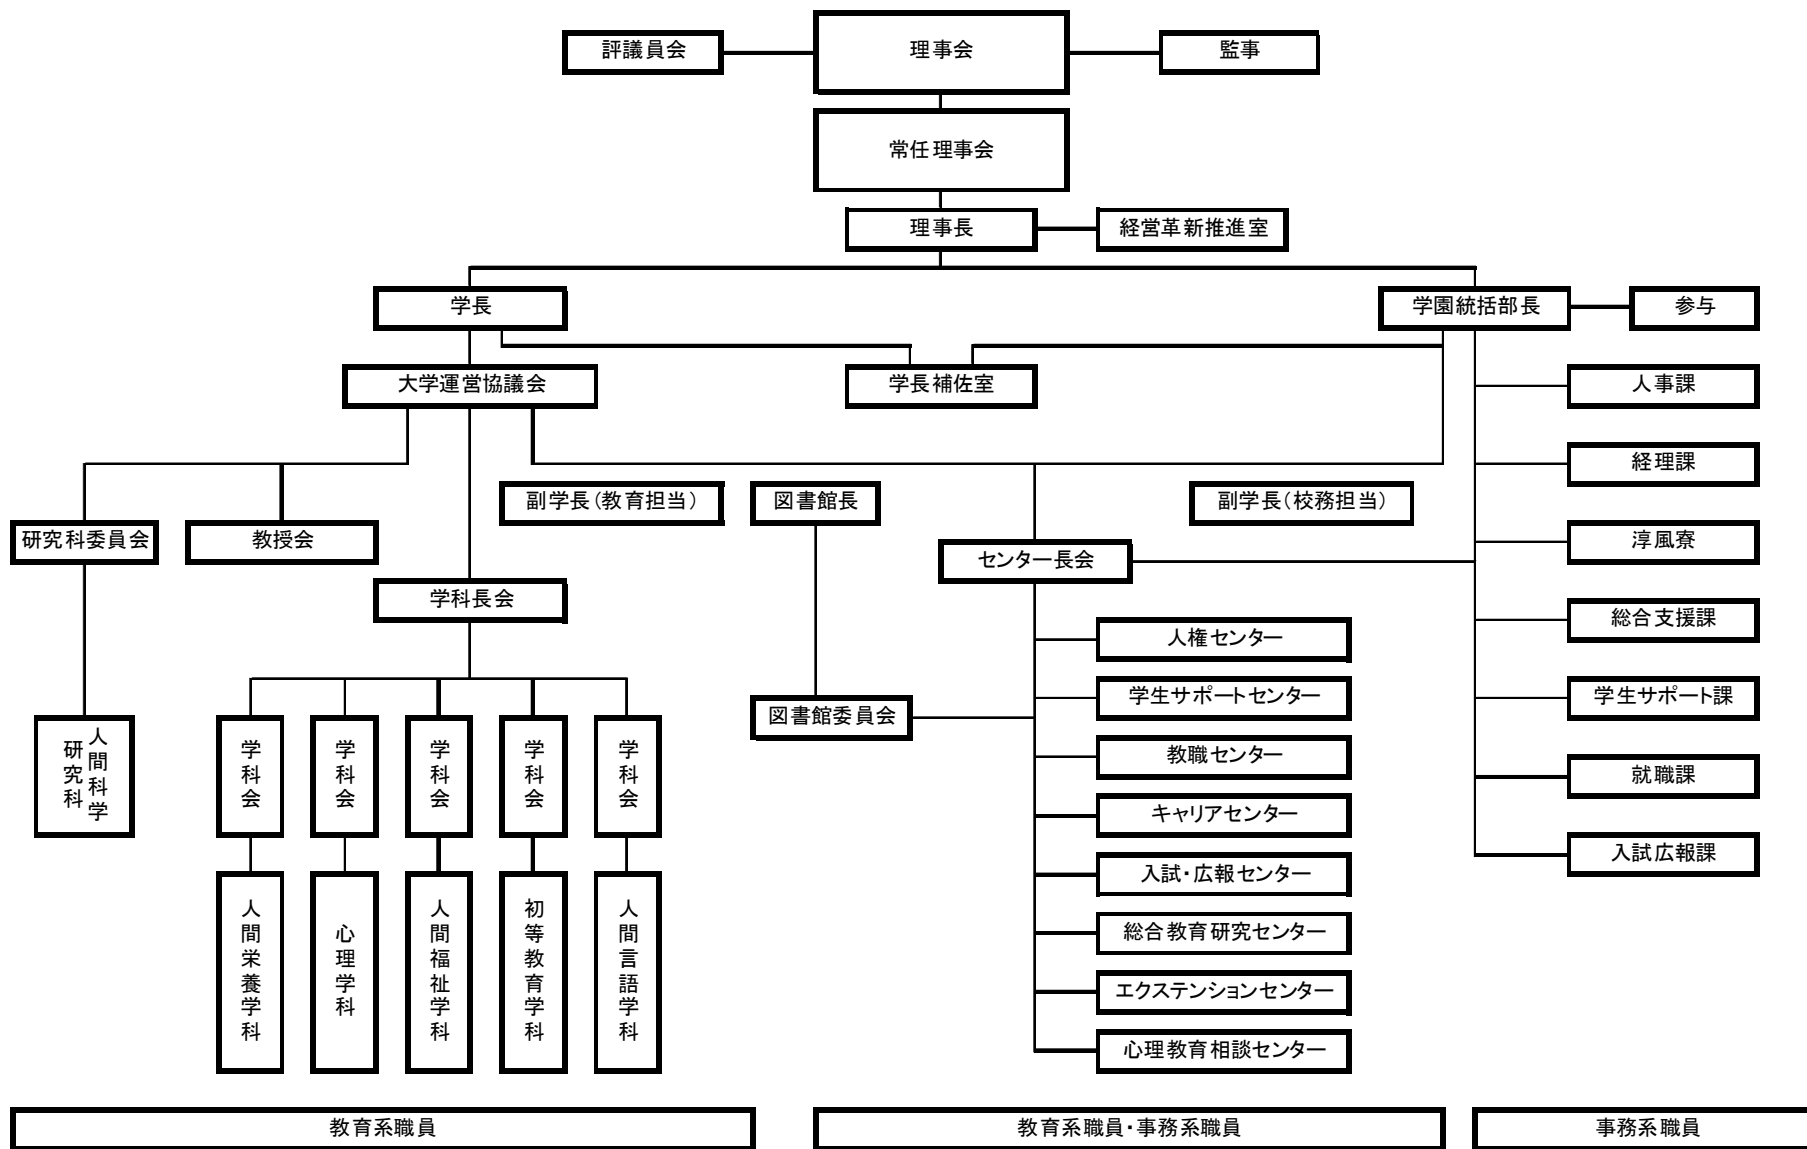 評議員会
理事会
監事
常任理事会
理事長
経営革新推進室
学長
学園統括部長
参与
大学運営協議会
学長補佐室
人事課
経理課
副学長（教育担当）
図書館長
副学長（校務担当）
研究科委員会
教授会
センター長会
淳風寮
学科長会
人権センター
総合支援課
学生サポートセンター
学生サポート課
図書館委員会
人間科学
研究科
学科会
学科会
学科会
学科会
学科会
教職センター
就職課
キャリアセンター
入試広報課
入試・広報センター
人間栄養学科
心理学科
人間福祉学科
初等教育学科
人間言語学科
総合教育研究センター
エクステンションセンター
心理教育相談センター
教育系職員
教育系職員・事務系職員
事務系職員